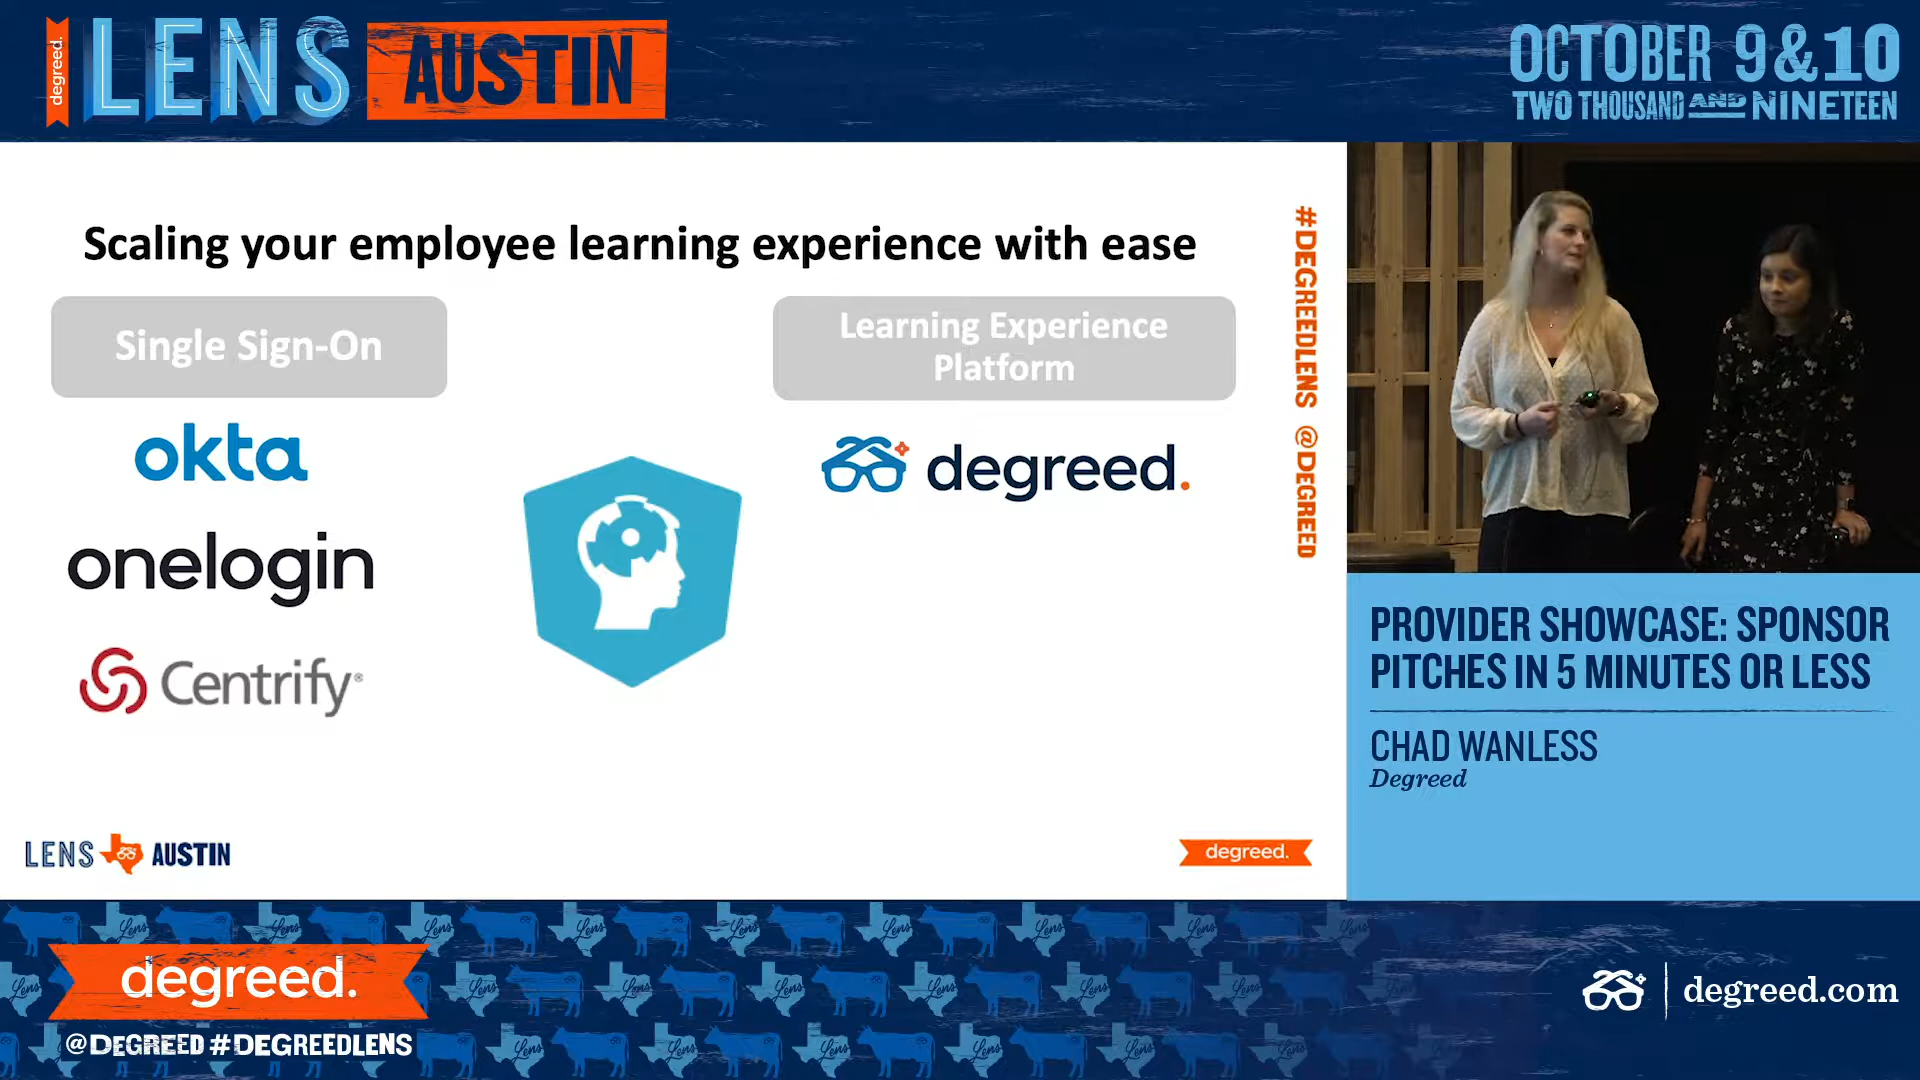 degreed.
LENS
AUSTIN
OCTOBER 9&10
TWO THOUSAND AND NINETEEN
Scaling your employee learning experience with ease
Single Sign-On
Learning Experience
Platform
okta
onelogin
Centrify®
degreed.
#DEGREEDLENS @DEGREED
LENS AUSTIN
degreed.
PROVIDER SHOWCASE: SPONSOR
PITCHES IN 5 MINUTES OR LESS
CHAD WANLESS
Degreed
degreed.
@DEGREED #DEGREEDLENS
Lens
degreed.com